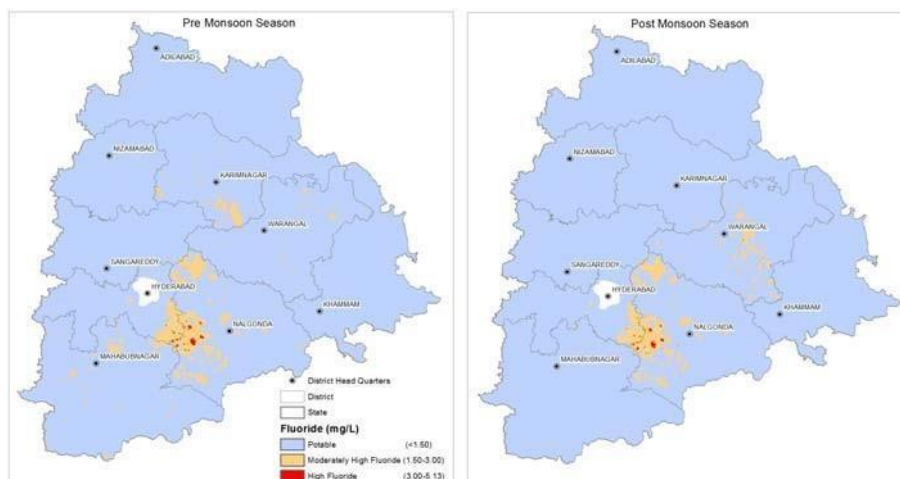 Pre Monsoon Season
ADILABAD
NIZAMABAD
KARIMNAGAR
WARANGAL
SANGAREDDY
HYDERABAD
KHAMMAM
NALGONDA
MAHABUBNAGAR
District Head Quarters
District
State
Fluoride (mg/L)
Potable (<1.50)
Moderately High Fluoride (1.50-3.00)
High Fluoride (3.00-5.13)
Post Monsoon Season
ADILABAD
NIZAMABAD
KARIMNAGAR
WARANGAL
SANGAREDDY
HYDERABAD
KHAMMAM
NALGONDA
MAHABUBNAGAR